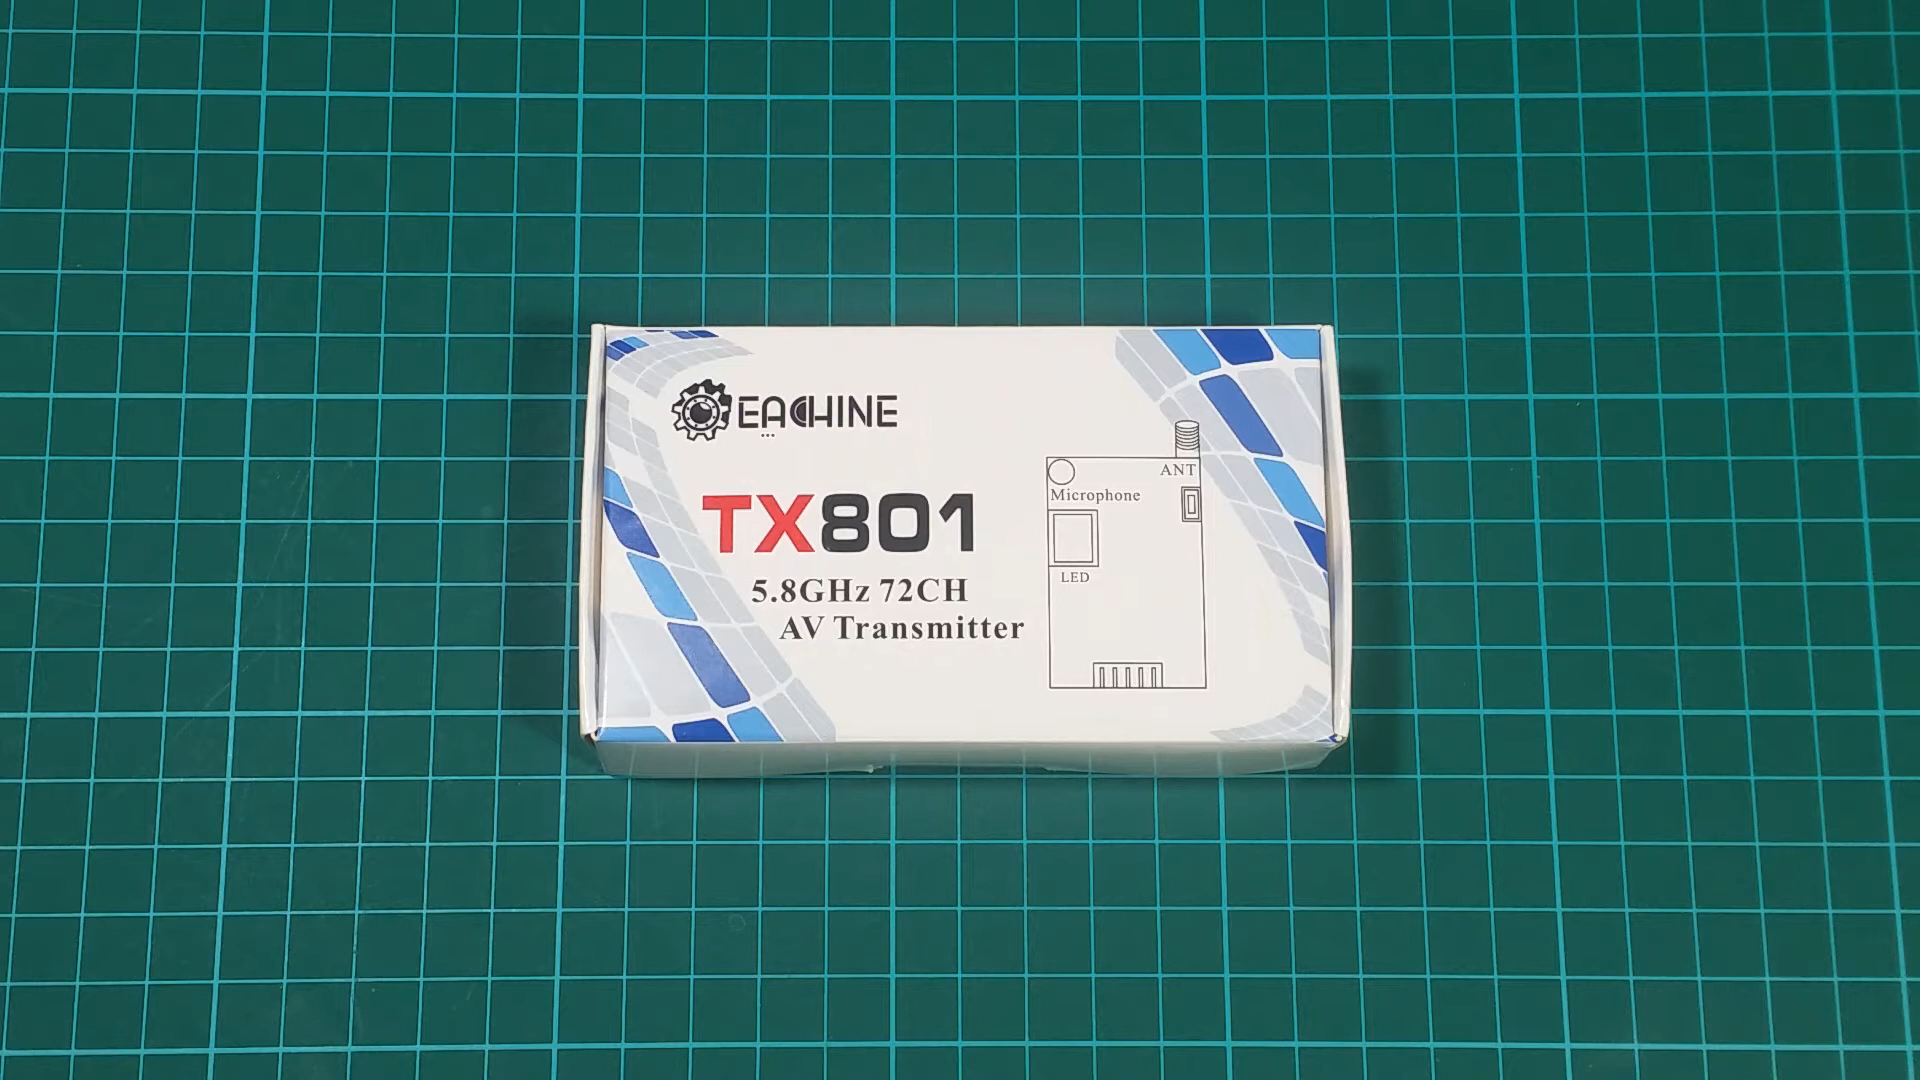 EACHINE
TX801
5.8GHz 72CH
AV Transmitter
ANT
Microphone
LED